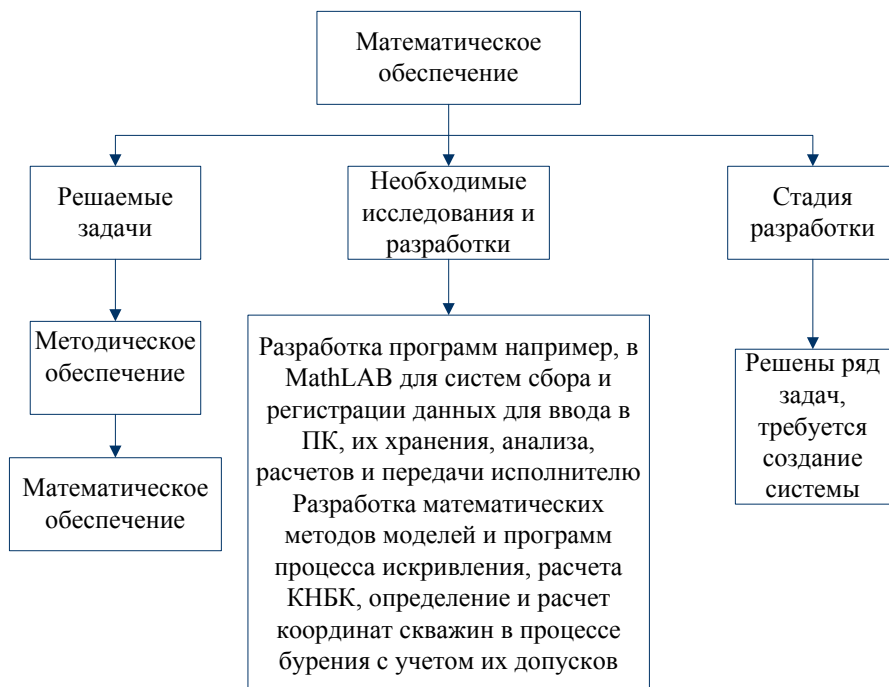 Математическое
обеспечение
Решаемые
задачи
Необходимые
исследования и
разработки
Стадия
разработки
Методическое
обеспечение
Математическое
обеспечение
Разработка программ например, в
MathLAB для систем сбора и
регистрации данных для ввода в
ПК, их хранения, анализа,
расчетов и передачи исполнителю
Разработка математических
методов моделей и программ
процесса искривления, расчета
КНБК, определение и расчет
координат скважин в процессе
бурения с учетом их допусков
Решены ряд
задач,
требуется
создание
системы